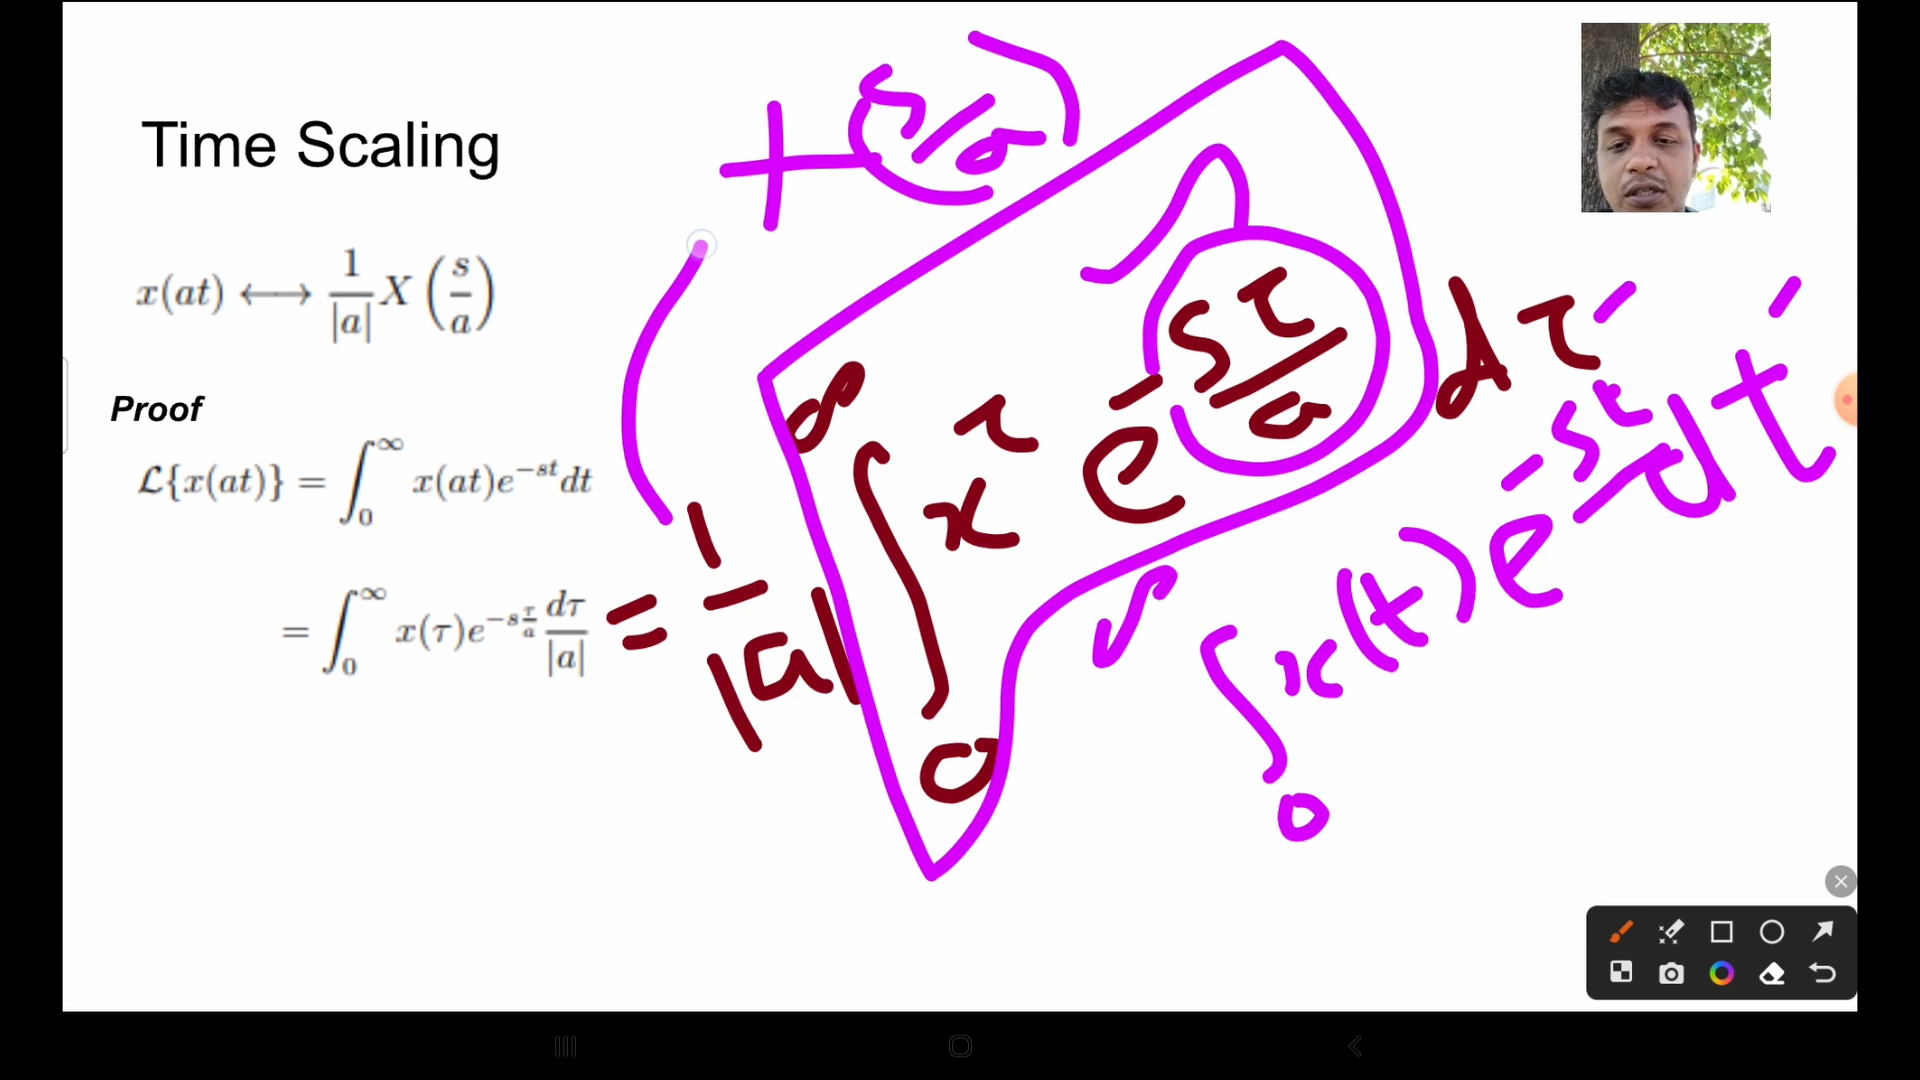 Time Scaling
x(at) ⟷ 1/|a| X (s/a)
Proof
ℒ{x(at)} = ∫₀^∞ x(at)e^{-st}dt
= ∫₀^∞ x(τ)e^{-s τ/a} dτ/|a|
= 1/|a| ∫₀^∞ x τ e^{-sτ/a} dτ
(s/a)
∫₀ x(t) e^{-st} dt